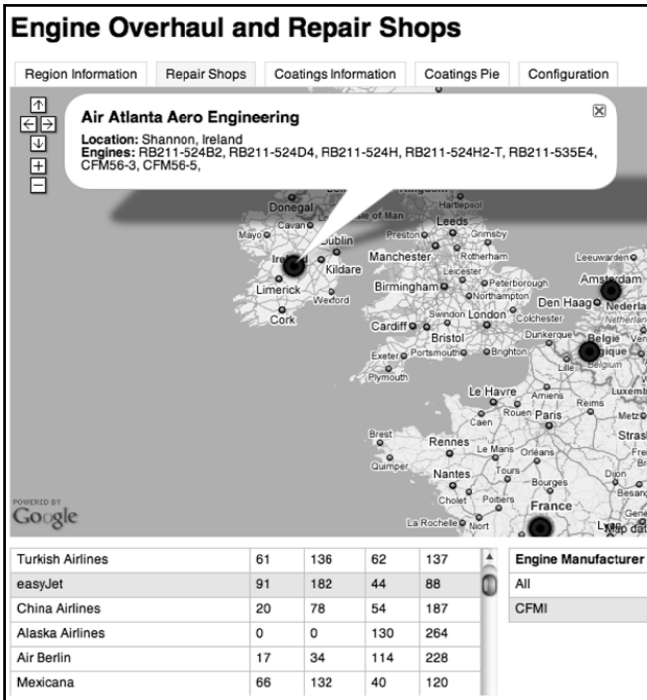 Engine Overhaul and Repair Shops
Region Information Repair Shops Coatings Information Coatings Pie Configuration
Air Atlanta Aero Engineering
Location: Shannon, Ireland
Engines: RB211-524B2, RB211-524D4, RB211-524H, RB211-524H2-T, RB211-535E4,
CFM56-3, CFM56-5,
Donegal
Hartlepool
Cavan
Isle of Man
Leeds
Mayo
Dublin
Preston
Grimsby
Manchester
Rotherham
Leeuwarden
Kildare
Leicester
Amsterdam
Limerick
Birmingham
Peterborough
Wexford
Northampton
Den Haag
Cork
Swindon
London
Colchester
Cardiff
Bristol
Dunkerque
België
Exeter
Portsmouth
Brighton
Lille
Belgium
Plymouth
Le Havre
Amiens
Caen
Rouen
Paris
Reims
Metz
Brest
Rennes
Le Mans
Orléans
Quimper
Nantes
Tours
Dijon
Bourges
Cholet
Poitiers
France
La Rochelle
Niort
POWERED BY
Google
Map dat
Turkish Airlines 61 136 62 137
easyJet 91 182 44 88
China Airlines 20 78 54 187
Alaska Airlines 0 0 130 264
Air Berlin 17 34 114 228
Mexicana 66 132 40 120
Engine Manufacturer
All
CFMI